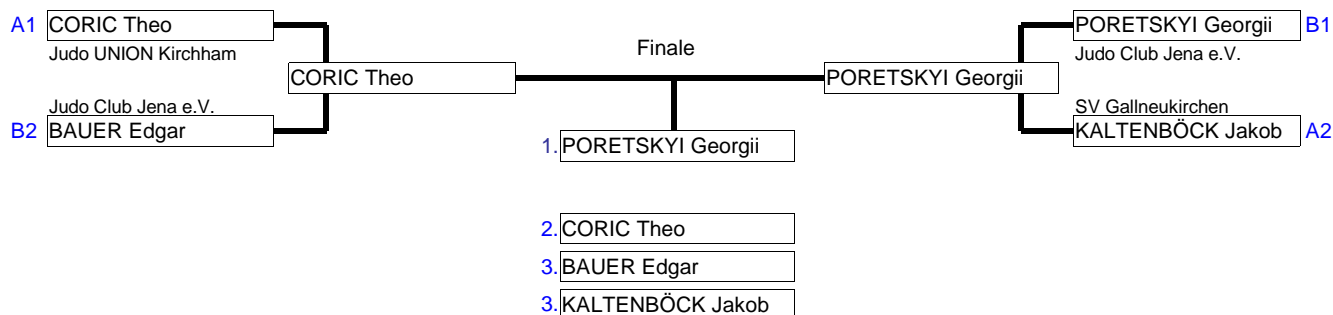 A1 CORIC Theo
Judo UNION Kirchham
PORETSKYI Georgii B1
Judo Club Jena e.V.
Finale
CORIC Theo
PORETSKYI Georgii
Judo Club Jena e.V.
B2 BAUER Edgar
SV Gallneukirchen
KALTENBÖCK Jakob A2
1. PORETSKYI Georgii
2. CORIC Theo
3. BAUER Edgar
3. KALTENBÖCK Jakob